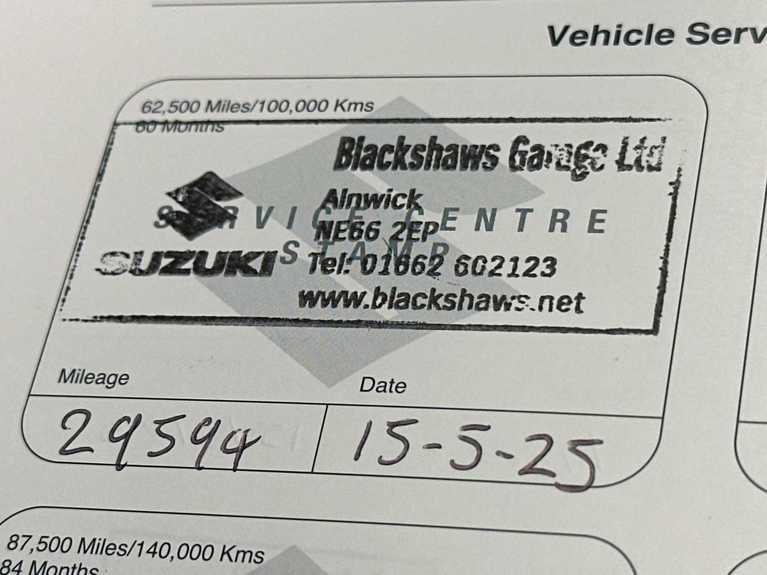 Vehicle Serv
62,500 Miles/100,000 Kms
60 Months
Blackshaws Garage Ltd
Alnwick
SERVICE CENTRE
NE66 2EP
STAMP
SUZUKI
Tel: 01662 602123
www.blackshaws.net
Mileage
Date
29594
15-5-25
87,500 Miles/140,000 Kms
84 Months